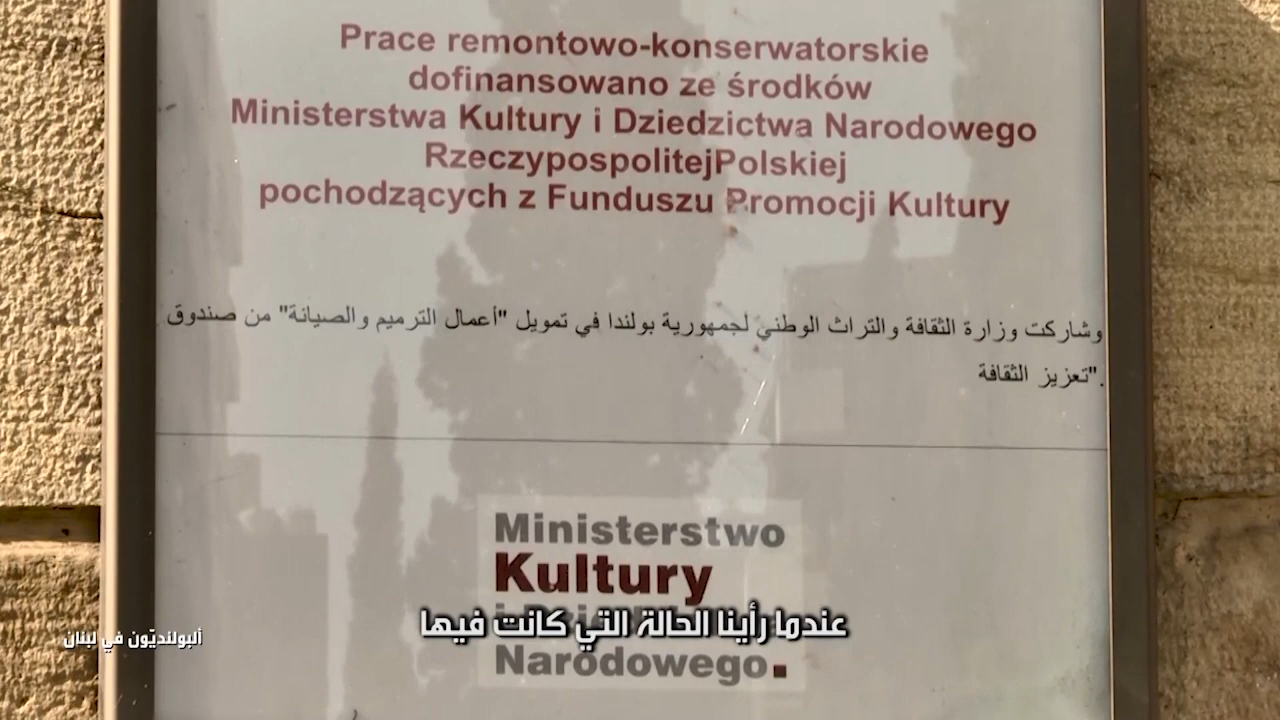 Prace remontowo-konserwatorskie
dofinansowano ze środków
Ministerstwa Kultury i Dziedzictwa Narodowego
RzeczypospolitejPolskiej
pochodzących z Funduszu Promocji Kultury
وشاركت وزارة الثقافة والتراث الوطني لجمهورية بولندا في تمويل "أعمال الترميم والصيانة" من صندوق
"تعزيز الثقافة.
Ministerstwo
Kultury
عندما رأينا الحالة التي كانت فيها
ألبولنديّون في لبنان
Narodowego.